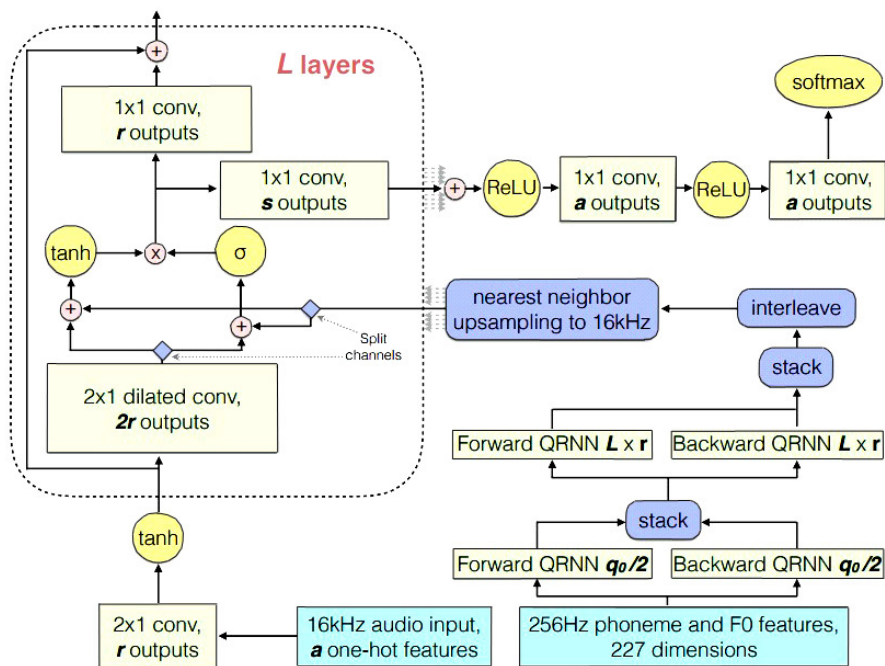 +
L layers
1x1 conv,
r outputs
1x1 conv,
s outputs
+
ReLU
1x1 conv,
a outputs
ReLU
1x1 conv,
a outputs
softmax
tanh
x
σ
+
+
Split
channels
nearest neighbor
upsampling to 16kHz
interleave
stack
2x1 dilated conv,
2r outputs
Forward QRNN L x r
Backward QRNN L x r
stack
tanh
Forward QRNN q₀/2
Backward QRNN q₀/2
2x1 conv,
r outputs
16kHz audio input,
a one-hot features
256Hz phoneme and F0 features,
227 dimensions